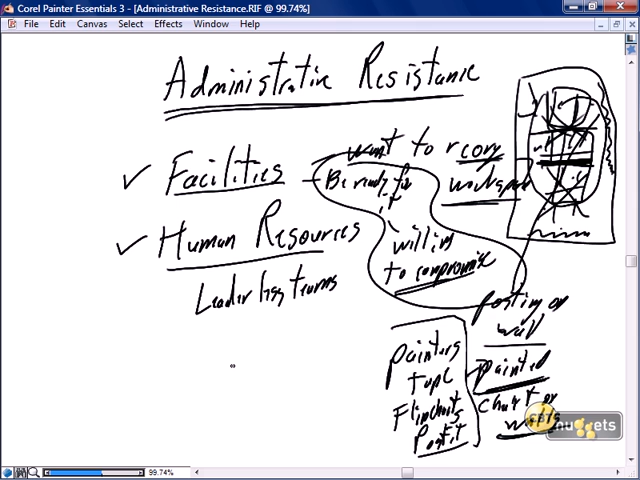 Corel Painter Essentials 3 - [Administrative Resistance.RIF @ 99.74%]
File Edit Canvas Select Effects Window Help
Administrative Resistance
✓ Facilities
want to
workspace
Be ready for
it
willing
to compromise
✓ Human Resources
Leaderless teams
posting on
wall
painted
chart on
walls
painters
tape
Flipcharts
Postit
CBT
nuggets
99.74%